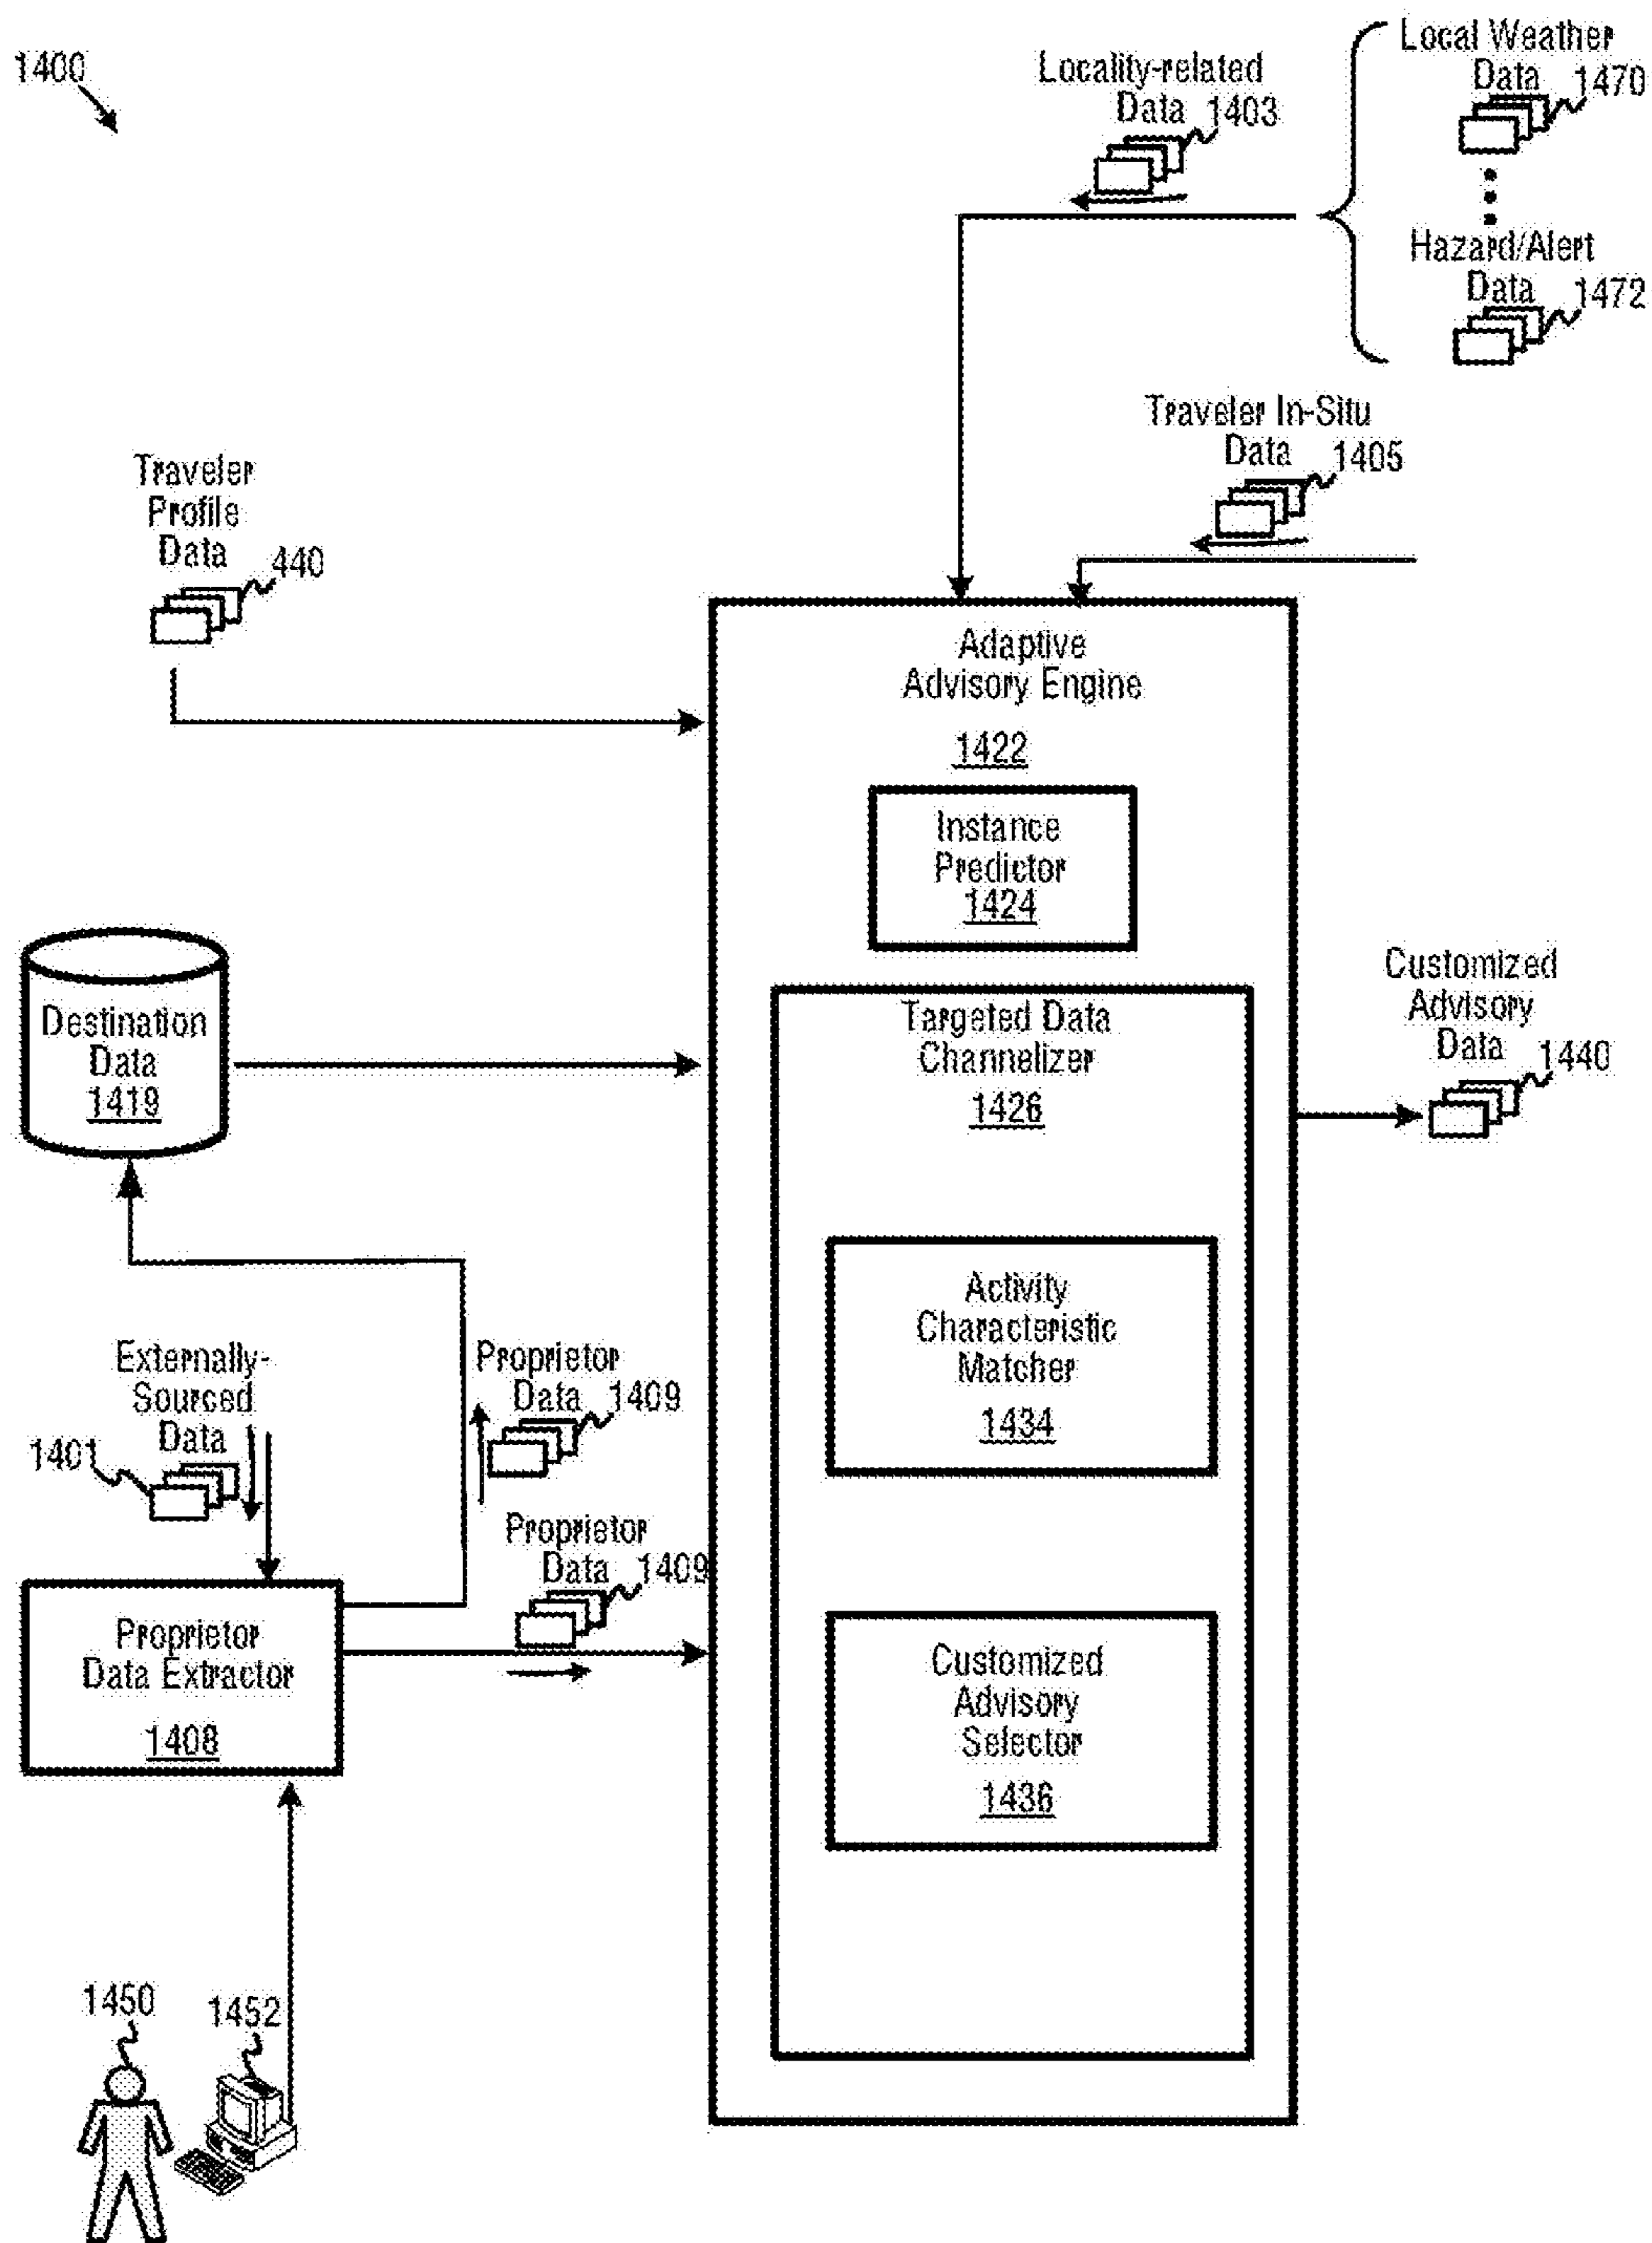 1400
Locality-related
Data 1403
Local Weather
Data 1470
Hazard/Alert
Data 1472
Traveler In-Situ
Data 1405
Traveler
Profile
Data 440
Adaptive
Advisory Engine
1422
Instance
Predictor
1424
Destination
Data
1419
Targeted Data
Channelizer
1426
Customized
Advisory
Data 1440
Activity
Characteristic
Matcher
1434
Externally-
Sourced
Data
1401
Proprietor
Data 1409
Proprietor
Data 1409
Proprietor
Data Extractor
1408
Customized
Advisory
Selector
1436
1450
1452